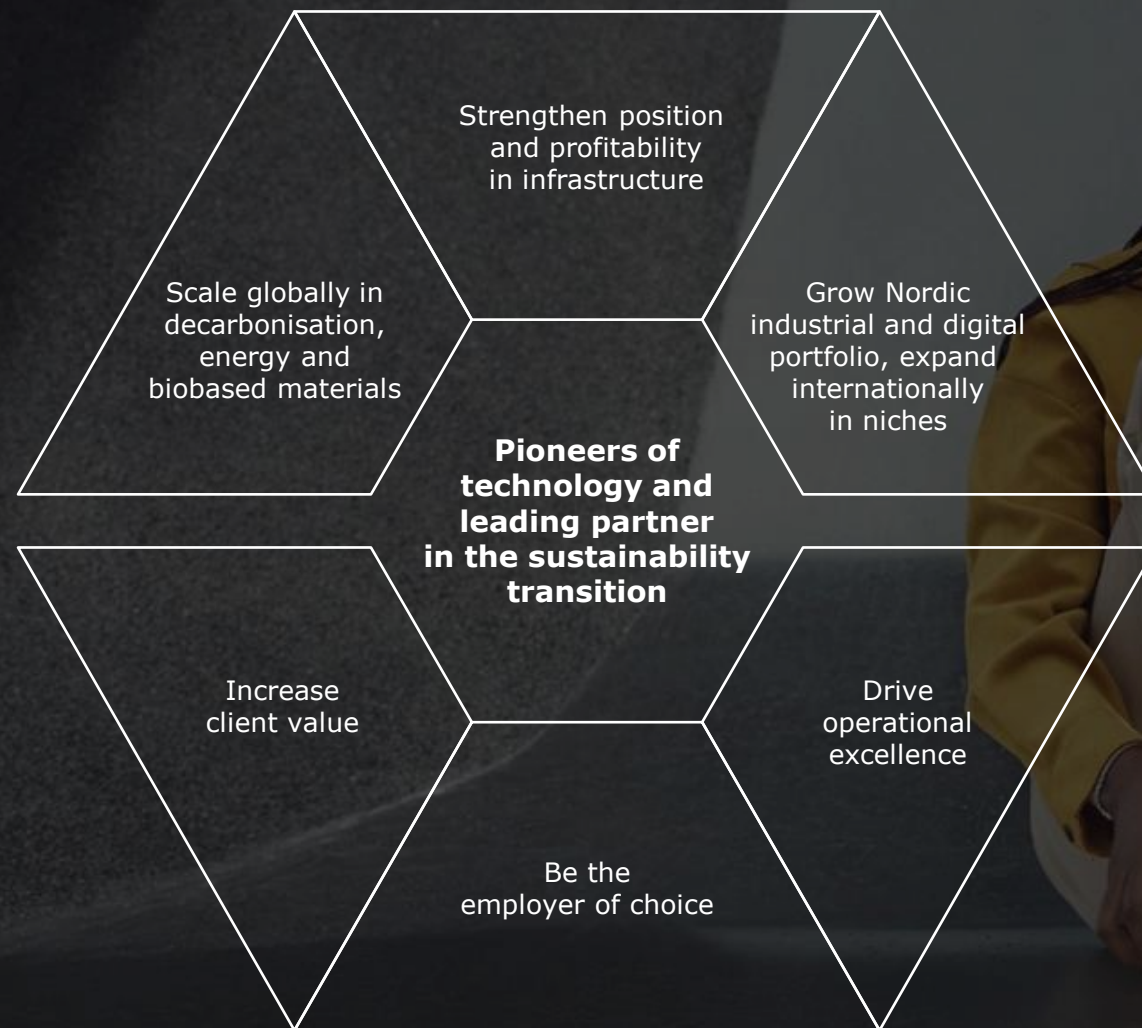 Strengthen position
and profitability
in infrastructure
Scale globally in
decarbonisation,
energy and
biobased materials
Grow Nordic
industrial and digital
portfolio, expand
internationally
in niches
Pioneers of
technology and
leading partner
in the sustainability
transition
Increase
client value
Drive
operational
excellence
Be the
employer of choice